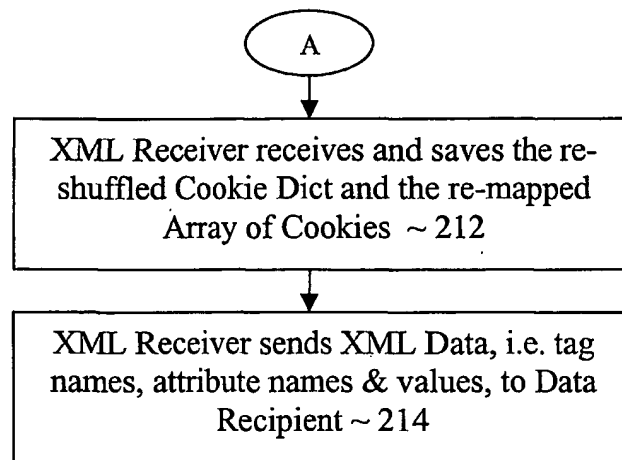 A
XML Receiver receives and saves the re-
shuffled Cookie Dict and the re-mapped
Array of Cookies ~ 212
XML Receiver sends XML Data, i.e. tag
names, attribute names & values, to Data
Recipient ~ 214